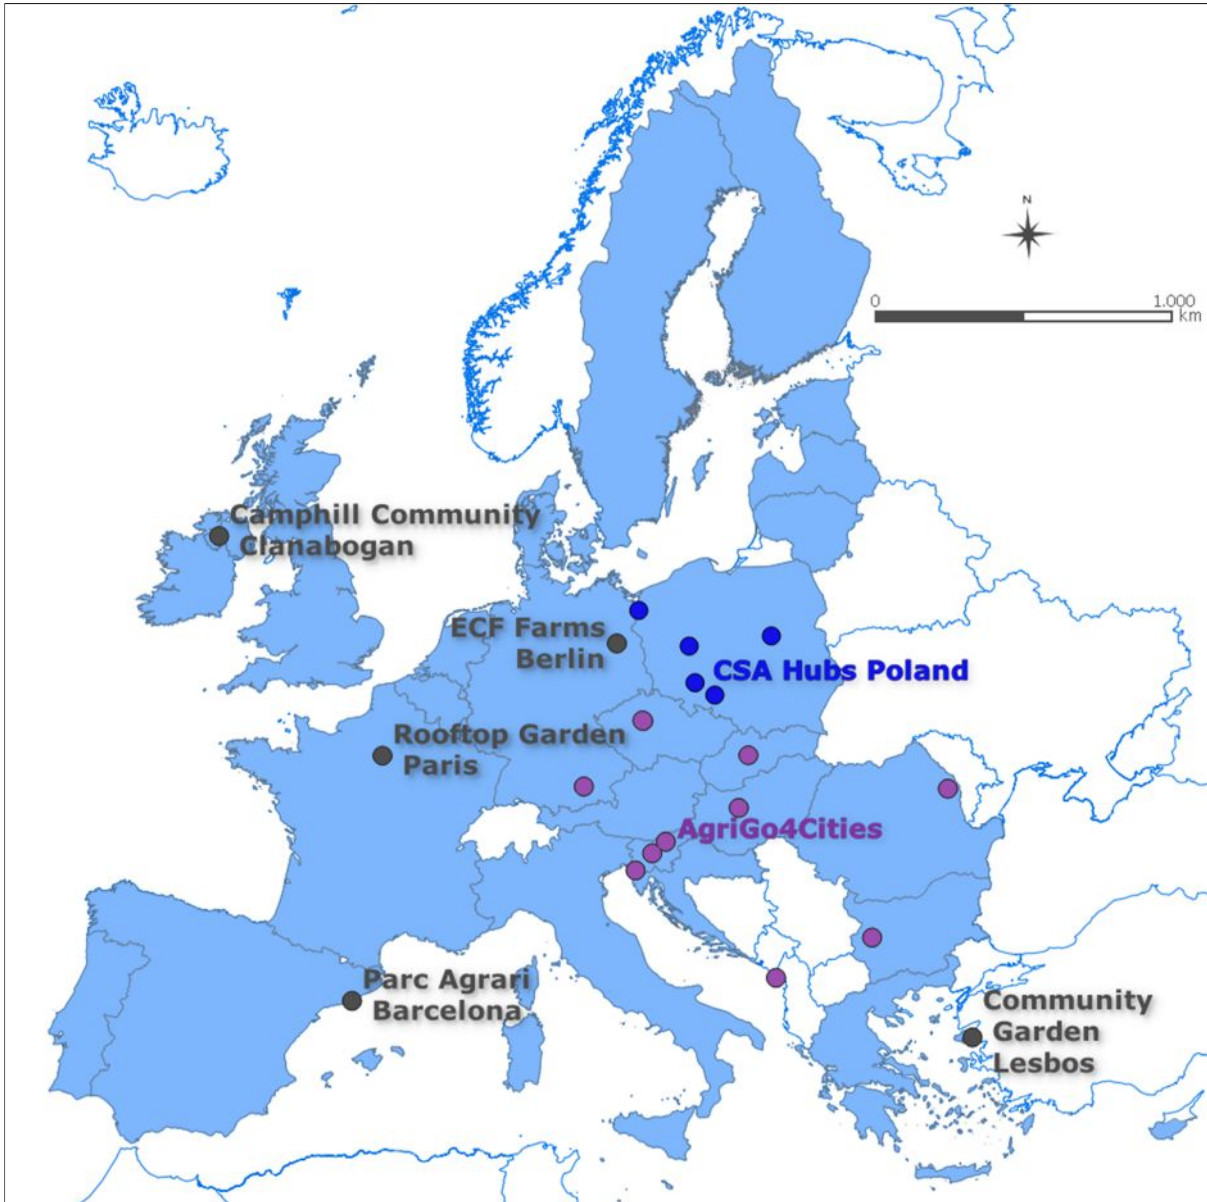 N
0 1.000
km
Camphill Community
Clanabogan
ECF Farms
Berlin
CSA Hubs Poland
Rooftop Garden
Paris
AgriGo4Cities
Parc Agrari
Barcelona
Community
Garden
Lesbos